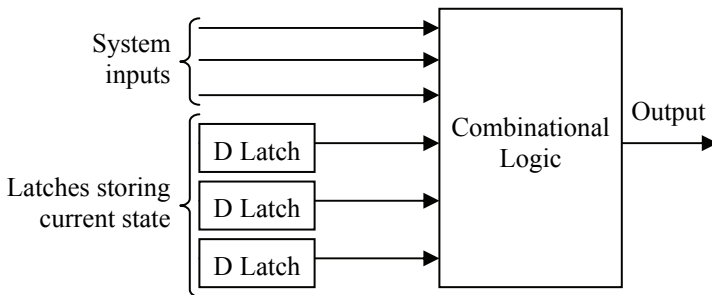 System
inputs
D Latch
Latches storing
current state
D Latch
D Latch
Combinational
Logic
Output